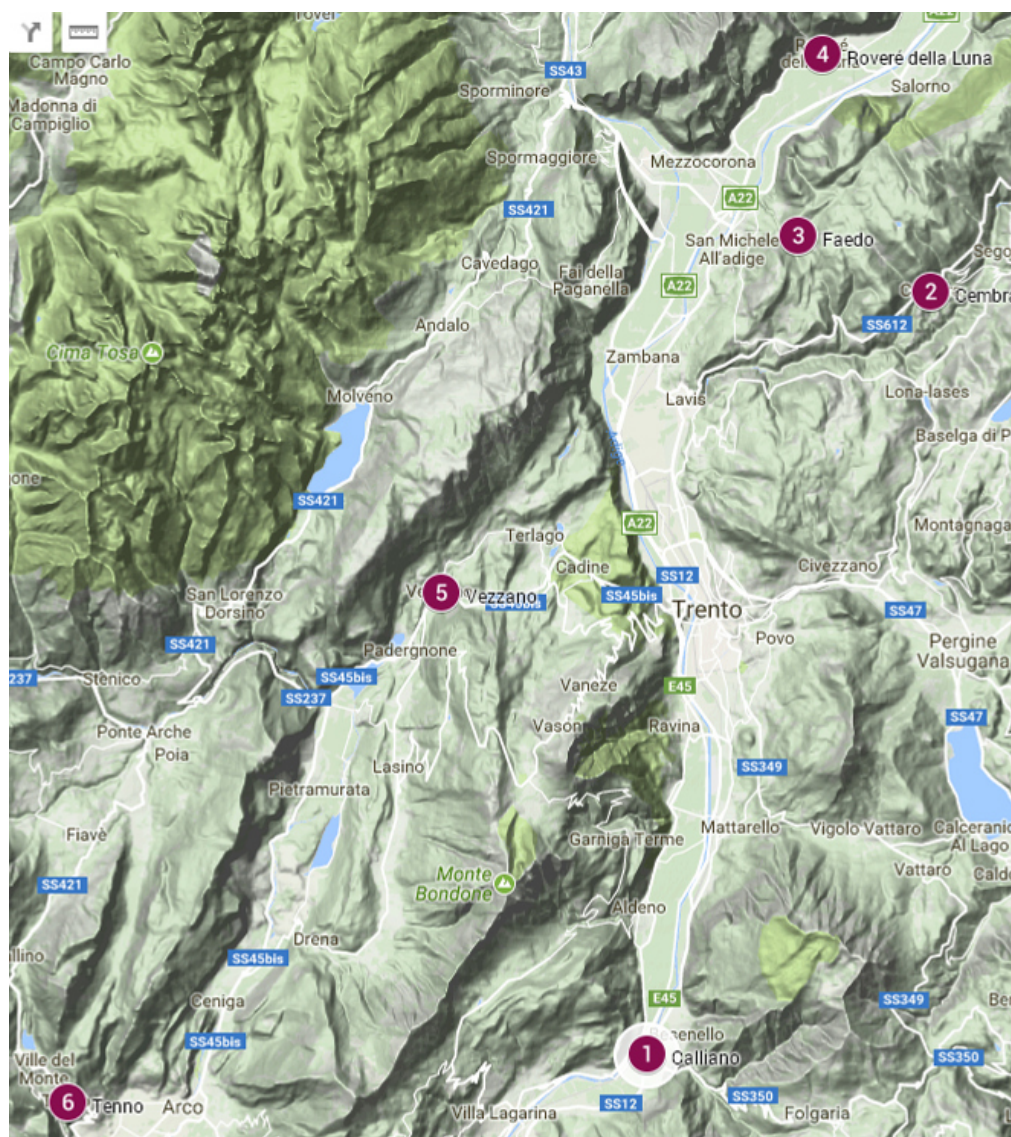 A22
Campo Carlo
Magno
SS43
4
Roveré della Luna
Sporminore
Salorno
Madonna di
Campiglio
Spormaggiore
Mezzocorona
A22
SS421
San Michele
All'adige
3
Faedo
Cavedago
Fai della
Paganella
A22
2
Cembra
Andalo
SS612
Cima Tosa
Zambana
Molveno
Lavis
Lona-lases
Baselga di P
Adige
SS421
A22
Terlago
Montagnaga
Cadine
SS12
Civezzano
San Lorenzo
Dorsino
5
Vezzano
SS45bis
SS45bis
Trento
SS47
Povo
SS421
Padergnone
Pergine
Valsugana
237
Stenico
SS45bis
SS237
Vaneze
E45
SS47
Ponte Arche
Poia
Vason
Ravina
Lasino
SS349
Pietramurata
Fiavè
Garniga Terme
Mattarello
Vigolo Vattaro
Calceranic
Al Lago
SS421
Monte
Bondone
Vattaro
Aldeno
Drena
SS45bis
E45
SS349
Ceniga
Besenello
SS45bis
1
Calliano
SS350
Ville del
Monte
6
Tenno
Arco
Villa Lagarina
SS12
SS350
Folgaria